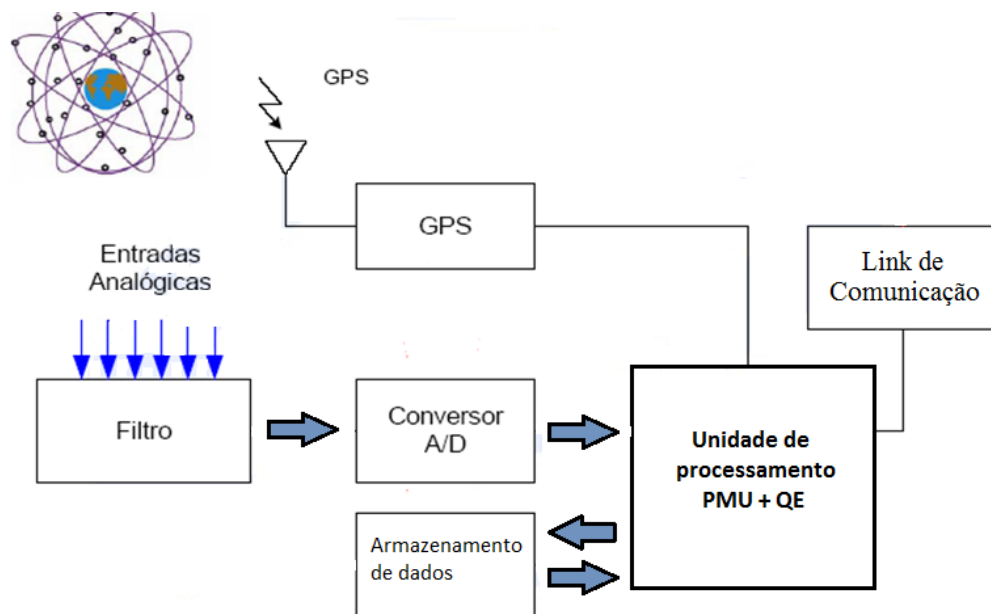 GPS
GPS
Entradas
Analógicas
Link de
Comunicação
Filtro
Conversor
A/D
Unidade de
processamento
PMU + QE
Armazenamento
de dados